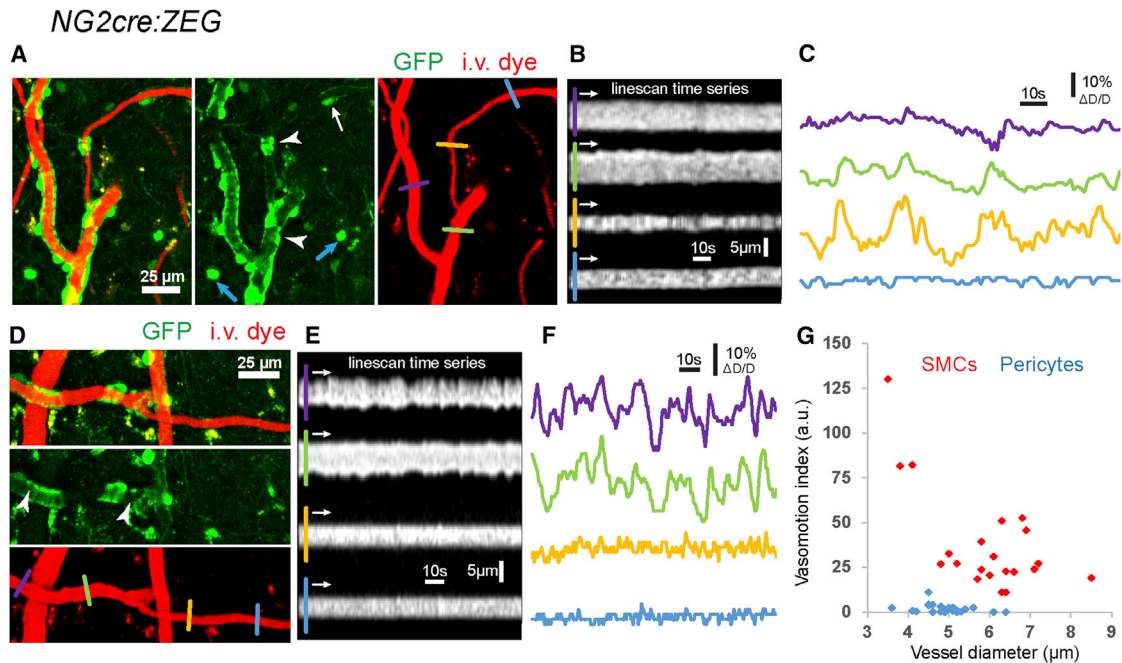 NG2cre:ZEG
A
GFP i.v. dye
25 µm
B
linescan time series
10s 5µm
C
10s
10%
ΔD/D
D
GFP i.v. dye
25 µm
E
linescan time series
10s 5µm
F
10s
10%
ΔD/D
G
SMCs Pericytes
Vasomotion index (a.u.)
150
125
100
75
50
25
0
3 4 5 6 7 8 9
Vessel diameter (µm)